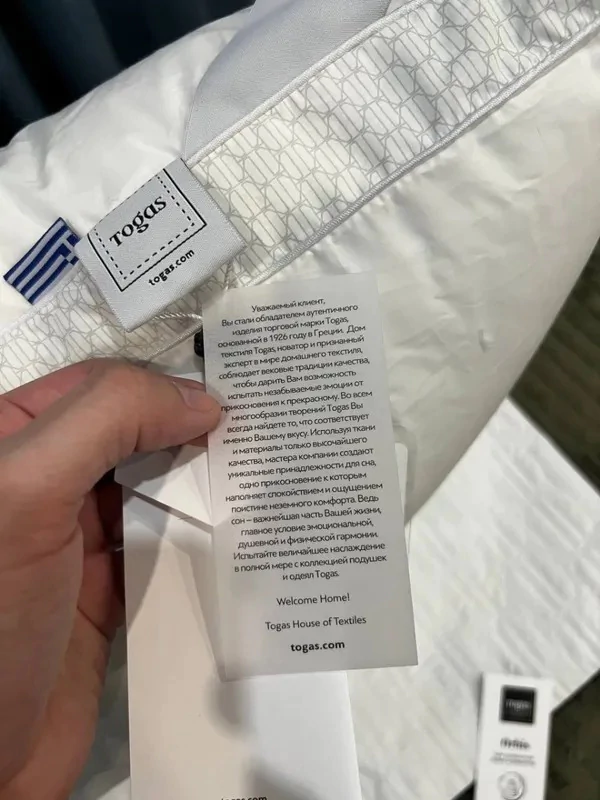 Togas
togas.com
Уважаемый клиент,
Вы стали обладателем аутентичного
изделия торговой марки Togas,
основанной в 1926 году в Греции. Дом
текстиля Togas, новатор и признанный
эксперт в мире домашнего текстиля,
соблюдает вековые традиции качества,
чтобы дарить Вам возможность
испытать незабываемые эмоции от
прикосновения к прекрасному. Во всем
многообразии творений Togas Вы
всегда найдете то, что соответствует
именно Вашему вкусу. Используя ткани
и материалы только высочайшего
качества, мастера компании создают
уникальные принадлежности для сна,
одно прикосновение к которым
наполняет спокойствием и ощущением
поистине неземного комфорта. Ведь
сон – важнейшая часть Вашей жизни,
главное условие эмоциональной,
душевной и физической гармонии.
Испытайте величайшее наслаждение
в полной мере с коллекцией подушек
и одеял Togas.
Welcome Home!
Togas House of Textiles
togas.com
togas